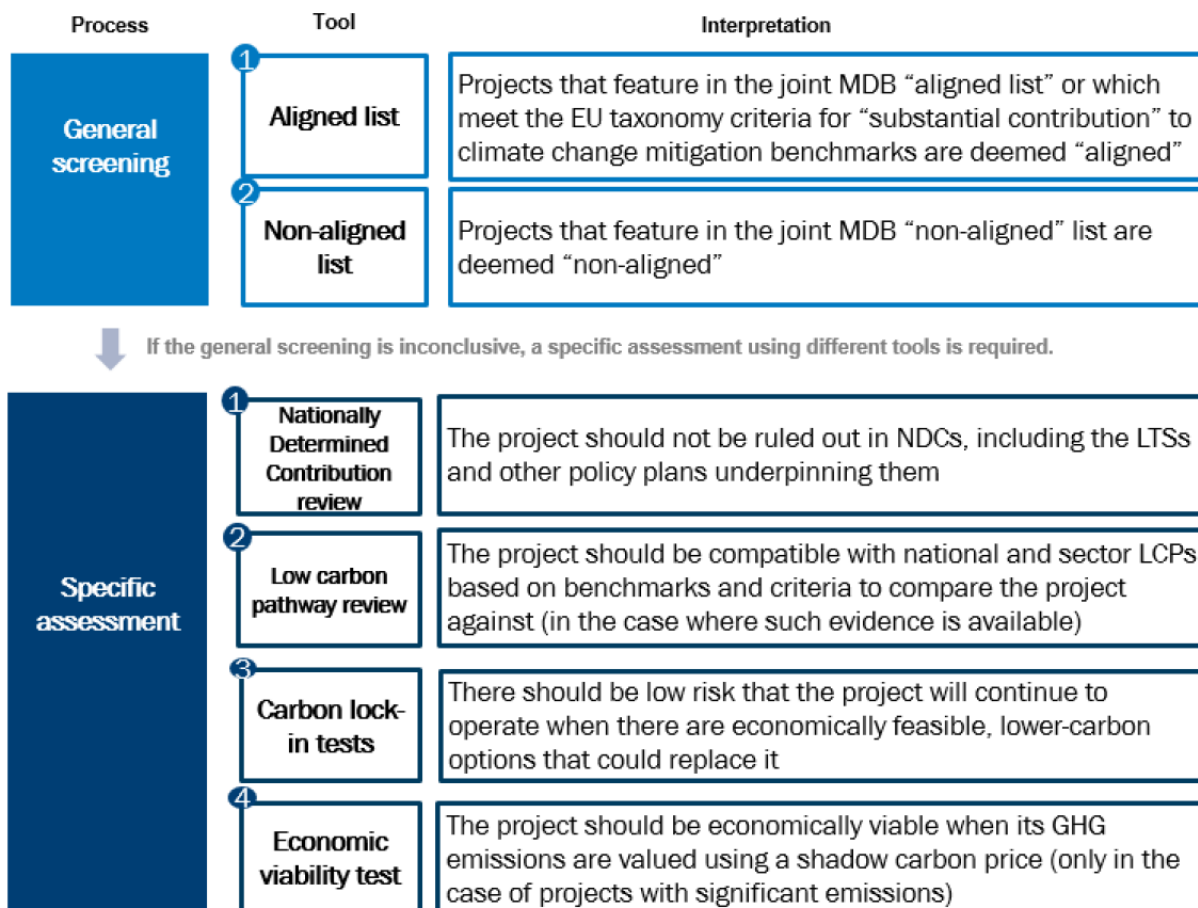 Process Tool Interpretation
General
screening
1
Aligned list
Projects that feature in the joint MDB “aligned list” or which
meet the EU taxonomy criteria for “substantial contribution” to
climate change mitigation benchmarks are deemed “aligned”
2
Non-aligned
list
Projects that feature in the joint MDB “non-aligned” list are
deemed “non-aligned”
If the general screening is inconclusive, a specific assessment using different tools is required.
Specific
assessment
1
Nationally
Determined
Contribution
review
The project should not be ruled out in NDCs, including the LTSs
and other policy plans underpinning them
2
Low carbon
pathway review
The project should be compatible with national and sector LCPs
based on benchmarks and criteria to compare the project
against (in the case where such evidence is available)
3
Carbon lock-
in tests
There should be low risk that the project will continue to
operate when there are economically feasible, lower-carbon
options that could replace it
4
Economic
viability test
The project should be economically viable when its GHG
emissions are valued using a shadow carbon price (only in the
case of projects with significant emissions)